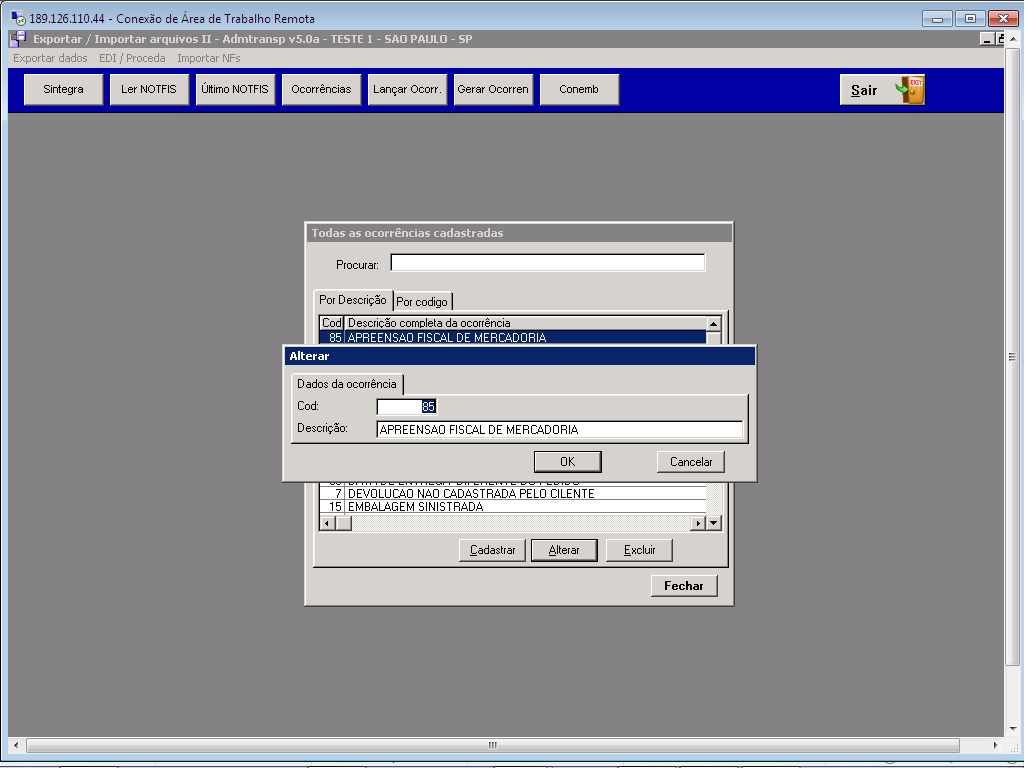 189.126.110.44 - Conexão de Área de Trabalho Remota
Exportar / Importar arquivos II - Admtransp v5.0a - TESTE 1 - SAO PAULO - SP
Exportar dados EDI / Proceda Importar NFs
Sintegra Ler NOTFIS Último NOTFIS Ocorrências Lançar Ocorr. Gerar Ocorren Conemb Sair EXIT
Todas as ocorrências cadastradas
Procurar:
Por Descrição Por codigo
Cod Descrição completa da ocorrência
85 APREENSAO FISCAL DE MERCADORIA
Alterar
Dados da ocorrência
Cod: 85
Descrição: APREENSAO FISCAL DE MERCADORIA
OK Cancelar
7 DEVOLUCAO NAO CADASTRADA PELO CILENTE
15 EMBALAGEM SINISTRADA
Cadastrar Alterar Excluir
Fechar